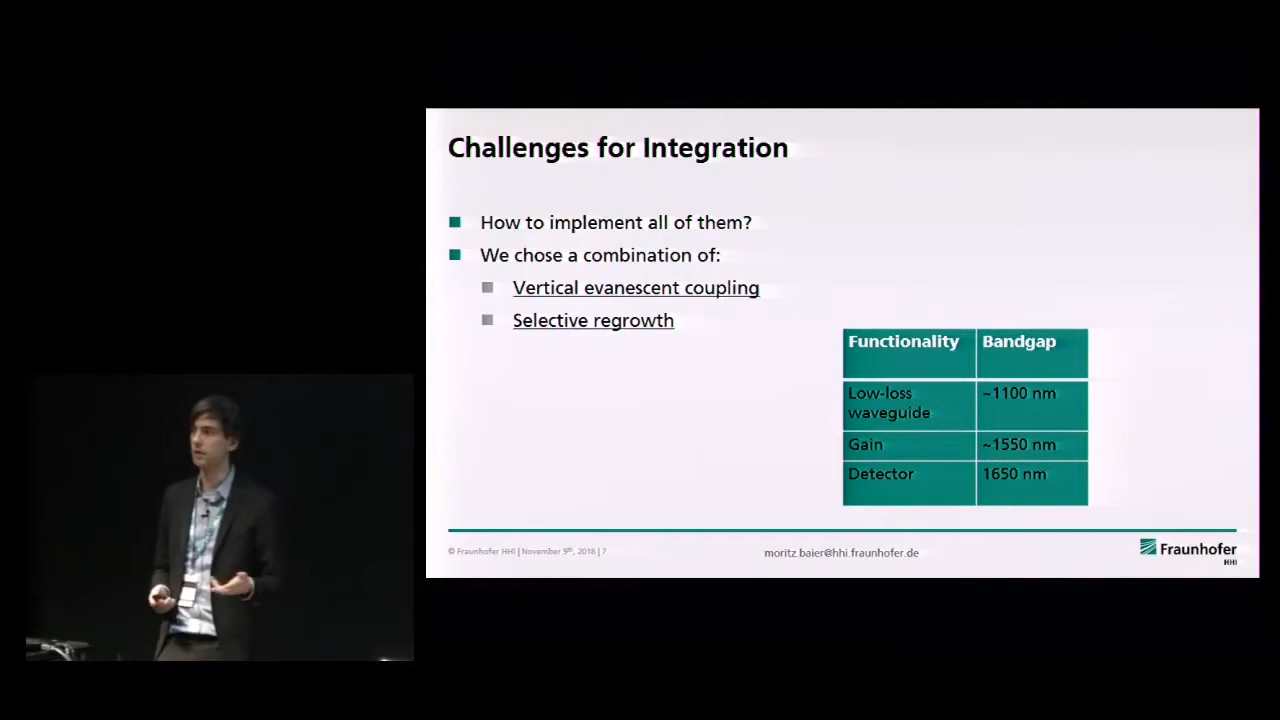 Challenges for Integration
How to implement all of them?
We chose a combination of:
Vertical evanescent coupling
Selective regrowth
Functionality Bandgap
Low-loss waveguide ~1100 nm
Gain ~1550 nm
Detector 1650 nm
© Fraunhofer HHI | November 9th, 2018 | 7
moritz.baier@hhi.fraunhofer.de
Fraunhofer
HHI